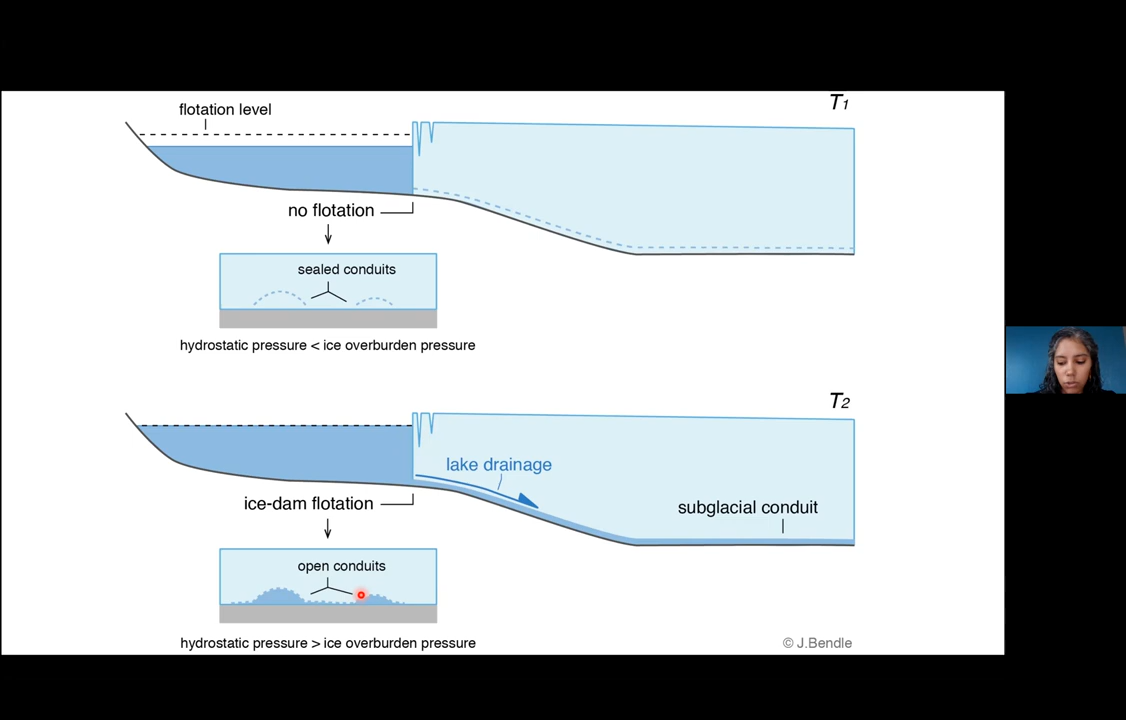 T1
flotation level
no flotation
sealed conduits
hydrostatic pressure < ice overburden pressure
T2
lake drainage
ice-dam flotation
subglacial conduit
open conduits
hydrostatic pressure > ice overburden pressure
© J.Bendle